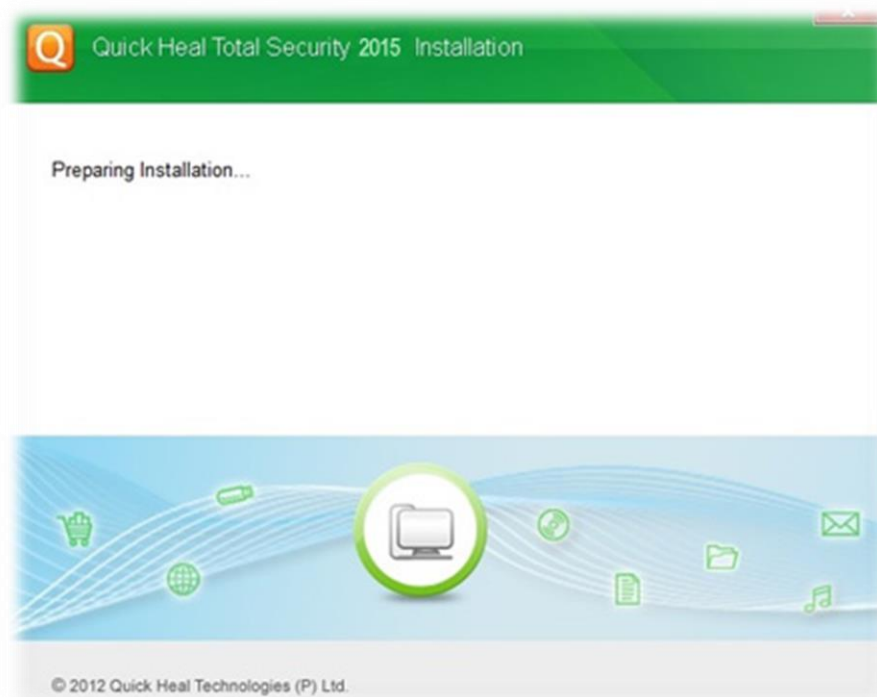 Q
Quick Heal Total Security 2015 Installation
Preparing Installation...
© 2012 Quick Heal Technologies (P) Ltd.